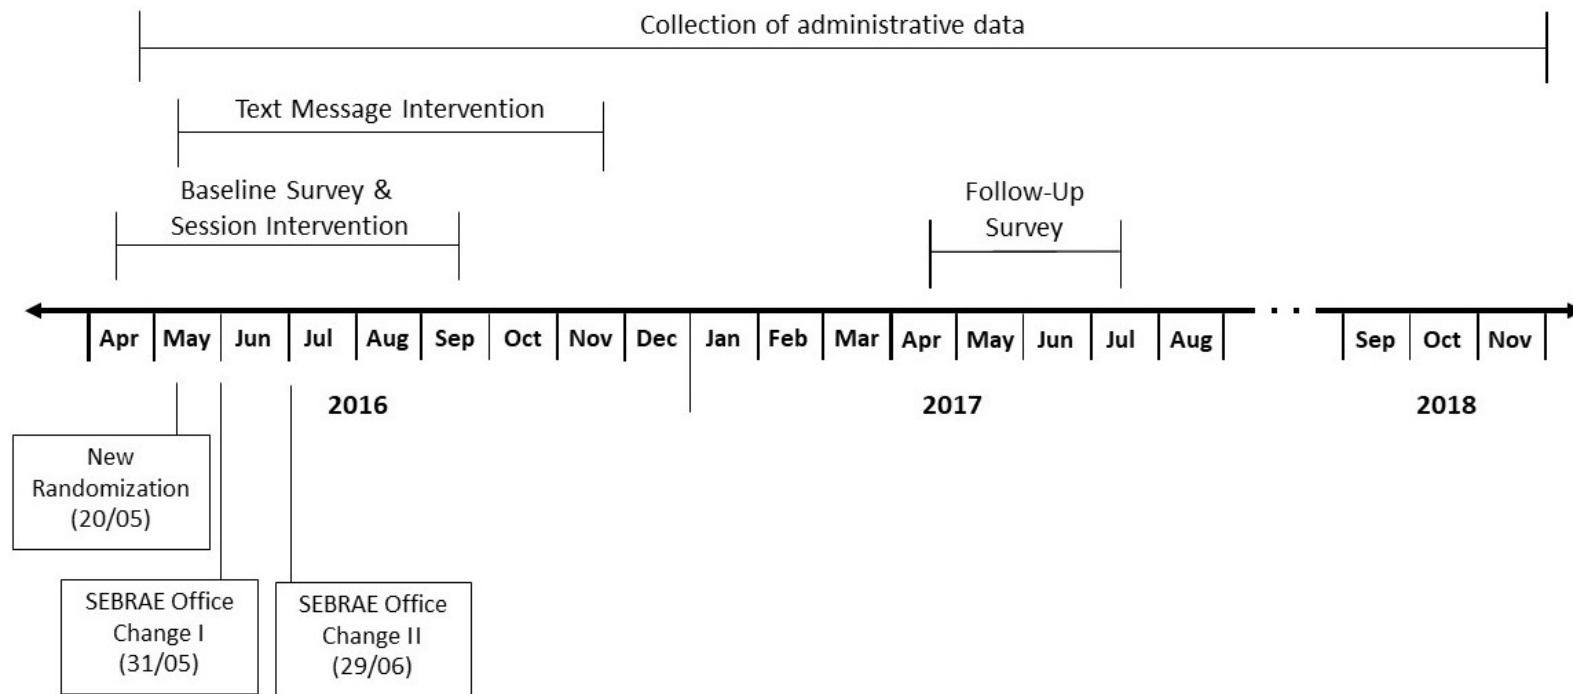 Collection of administrative data
Text Message Intervention
Baseline Survey &
Session Intervention
Follow-Up
Survey
Apr May Jun Jul Aug Sep Oct Nov Dec Jan Feb Mar Apr May Jun Jul Aug Sep Oct Nov
2016 2017 2018
New
Randomization
(20/05)
SEBRAE Office
Change I
(31/05)
SEBRAE Office
Change II
(29/06)